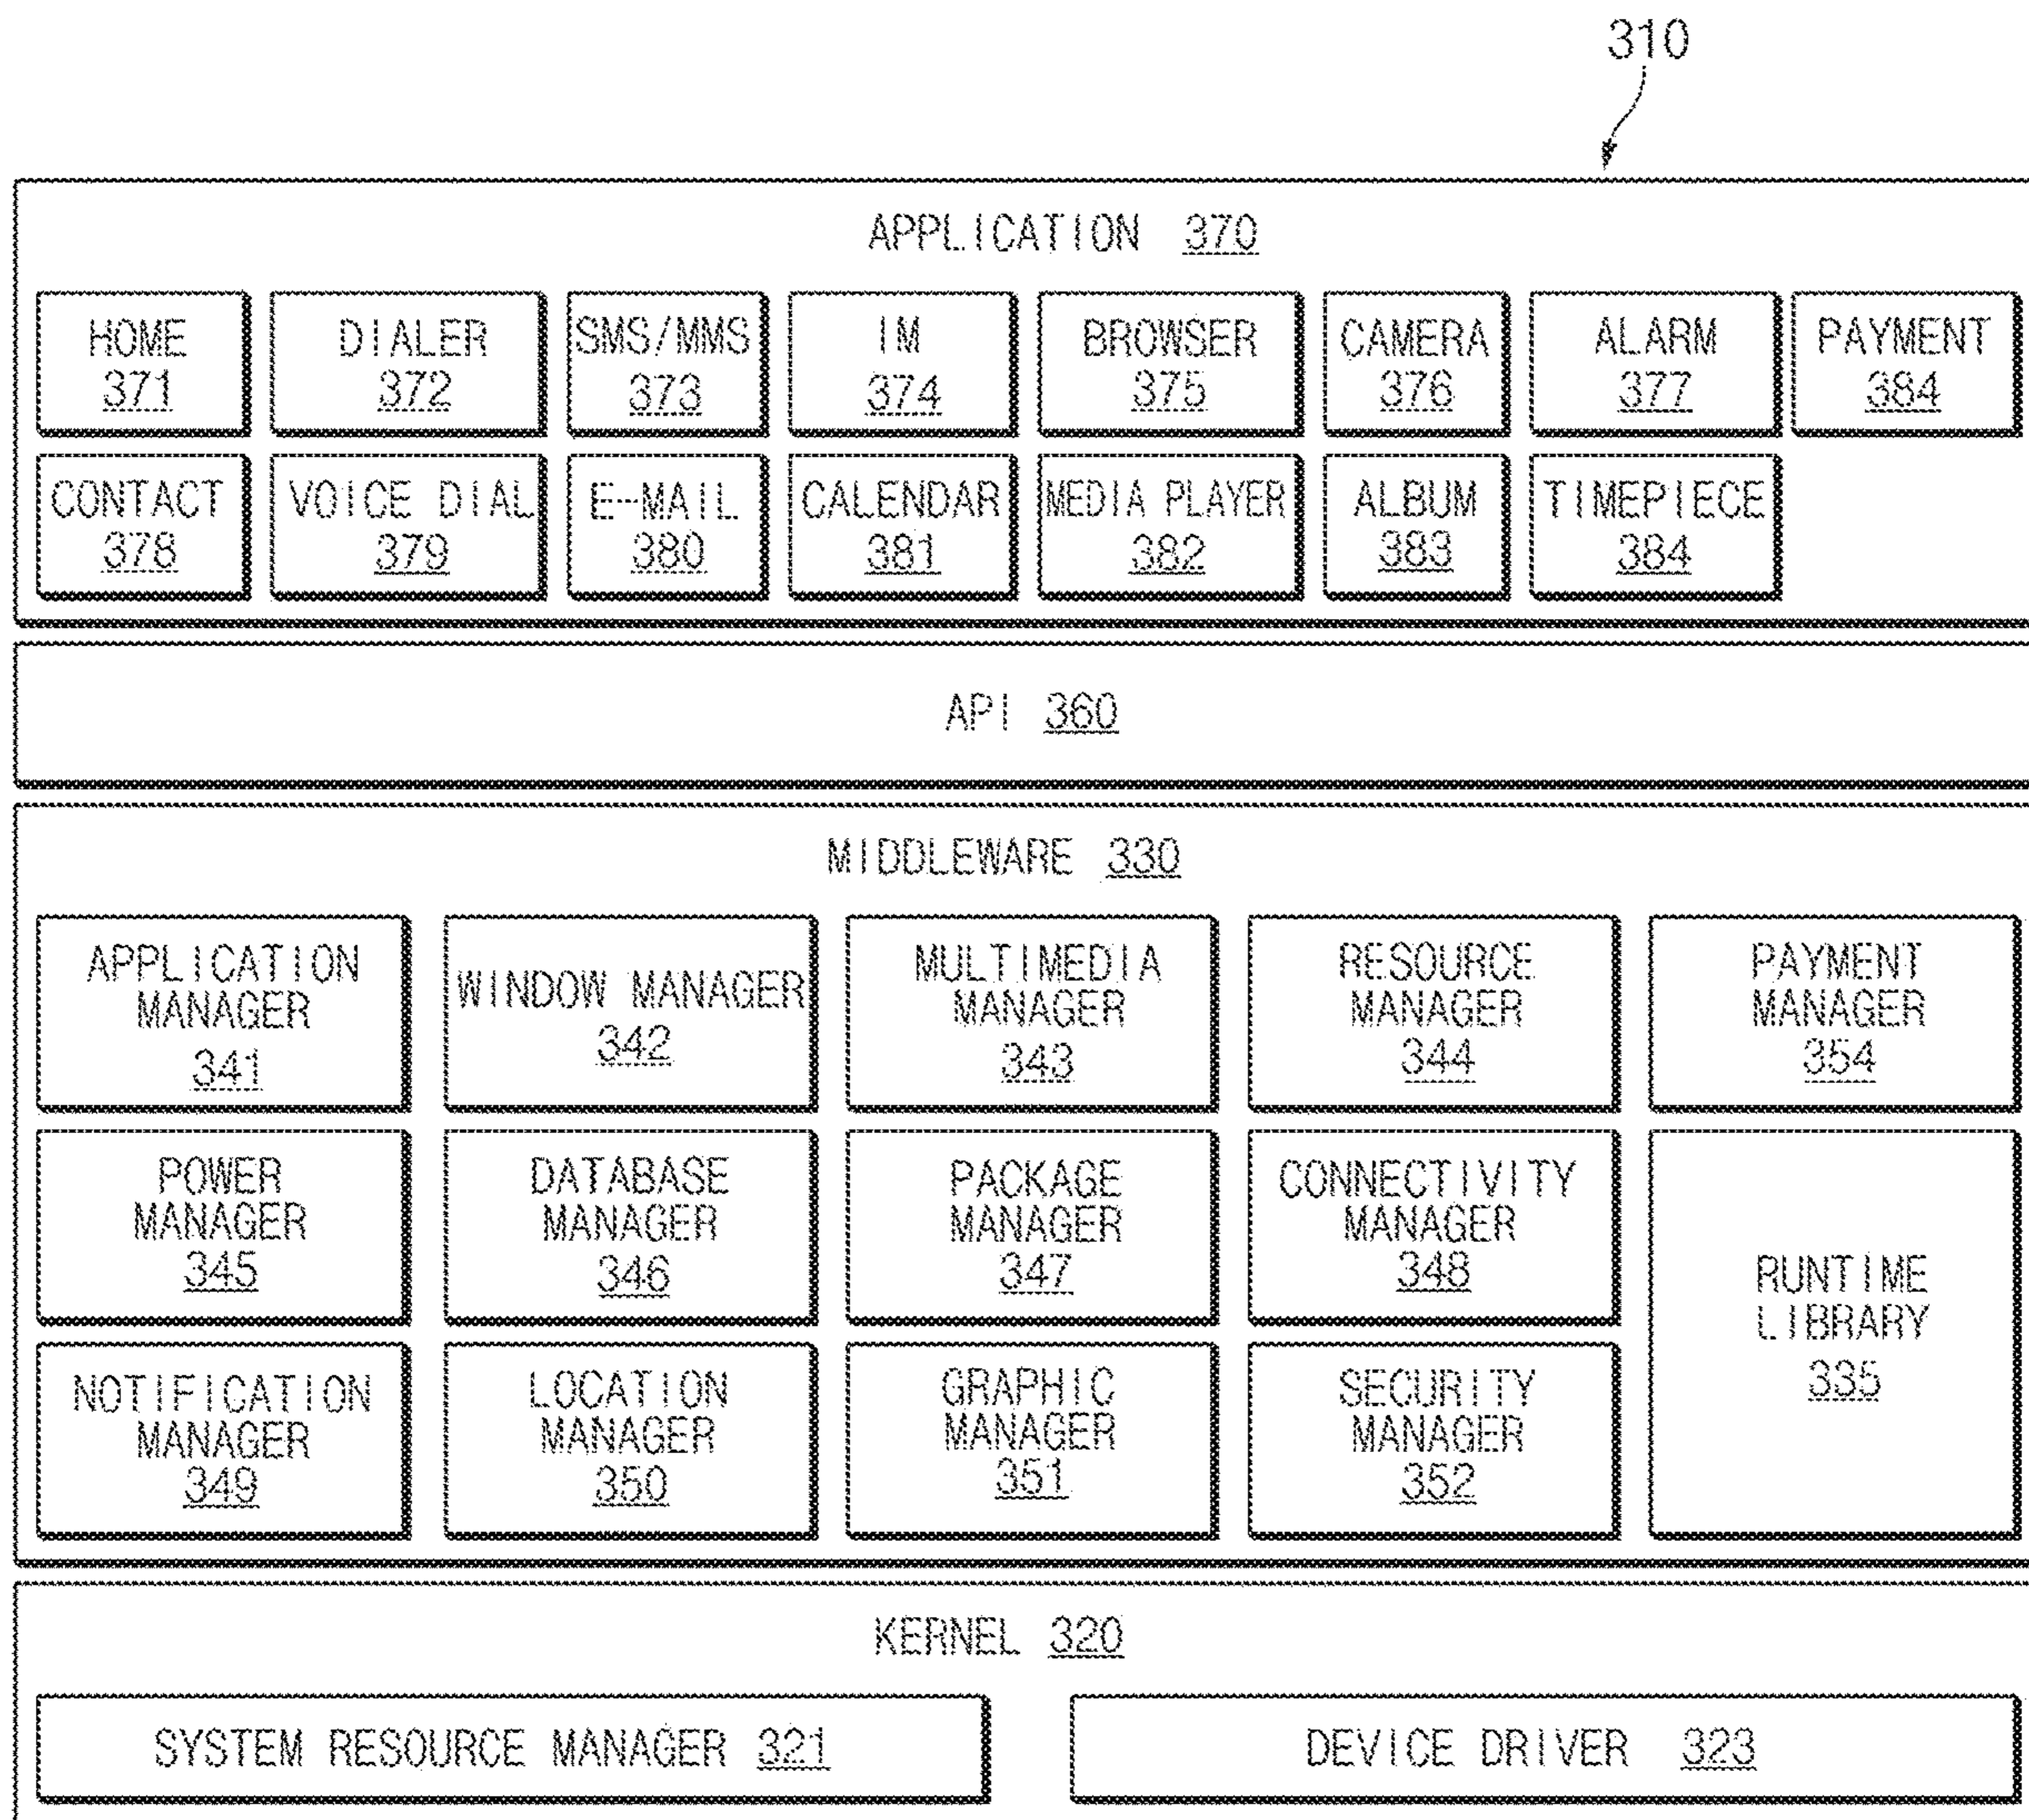 310
APPLICATION 370
HOME
371
DIALER
372
SMS/MMS
373
IM
374
BROWSER
375
CAMERA
376
ALARM
377
PAYMENT
384
CONTACT
378
VOICE DIAL
379
E-MAIL
380
CALENDAR
381
MEDIA PLAYER
382
ALBUM
383
TIMEPIECE
384
API 360
MIDDLEWARE 330
APPLICATION
MANAGER
341
WINDOW MANAGER
342
MULTIMEDIA
MANAGER
343
RESOURCE
MANAGER
344
PAYMENT
MANAGER
354
POWER
MANAGER
345
DATABASE
MANAGER
346
PACKAGE
MANAGER
347
CONNECTIVITY
MANAGER
348
RUNTIME
LIBRARY
335
NOTIFICATION
MANAGER
349
LOCATION
MANAGER
350
GRAPHIC
MANAGER
351
SECURITY
MANAGER
352
KERNEL 320
SYSTEM RESOURCE MANAGER 321
DEVICE DRIVER 323